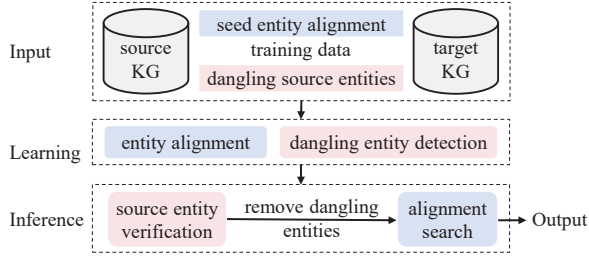 Input
source
KG
seed entity alignment
training data
dangling source entities
target
KG
Learning
entity alignment
dangling entity detection
Inference
source entity
verification
remove dangling
entities
alignment
search
Output